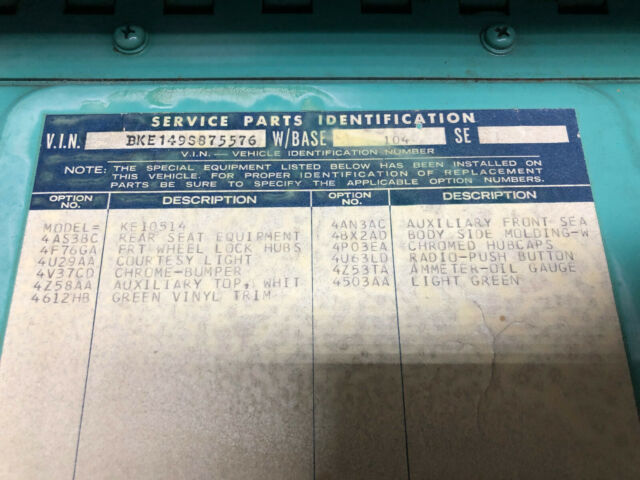 SERVICE PARTS IDENTIFICATION
V.I.N. BKE149S875576 W/BASE 104 SE
V.I.N. — VEHICLE IDENTIFICATION NUMBER
NOTE: THE SPECIAL EQUIPMENT LISTED BELOW HAS BEEN INSTALLED ON
THIS VEHICLE. FOR PROPER IDENTIFICATION OF REPLACEMENT
PARTS BE SURE TO SPECIFY THE APPLICABLE OPTION NUMBERS.
OPTION NO. DESCRIPTION OPTION NO. DESCRIPTION
MODEL= KE10514 4AN3AC AUXILIARY FRONT SEA
4AS38C REAR SEAT EQUIPMENT 4BX2AD BODY SIDE MOLDING-W
4F76GA FRT-WHEEL LOCK HUBS 4P03EA CHROMED HUBCAPS
4U29AA COURTESY LIGHT 4U63LD RADIO-PUSH BUTTON
4V37CD CHROME-BUMPER 4Z53TA AMMETER-OIL GAUGE
4Z58AA AUXILIARY TOP, WHIT 4503AA LIGHT GREEN
4612HB GREEN VINYL TRIM